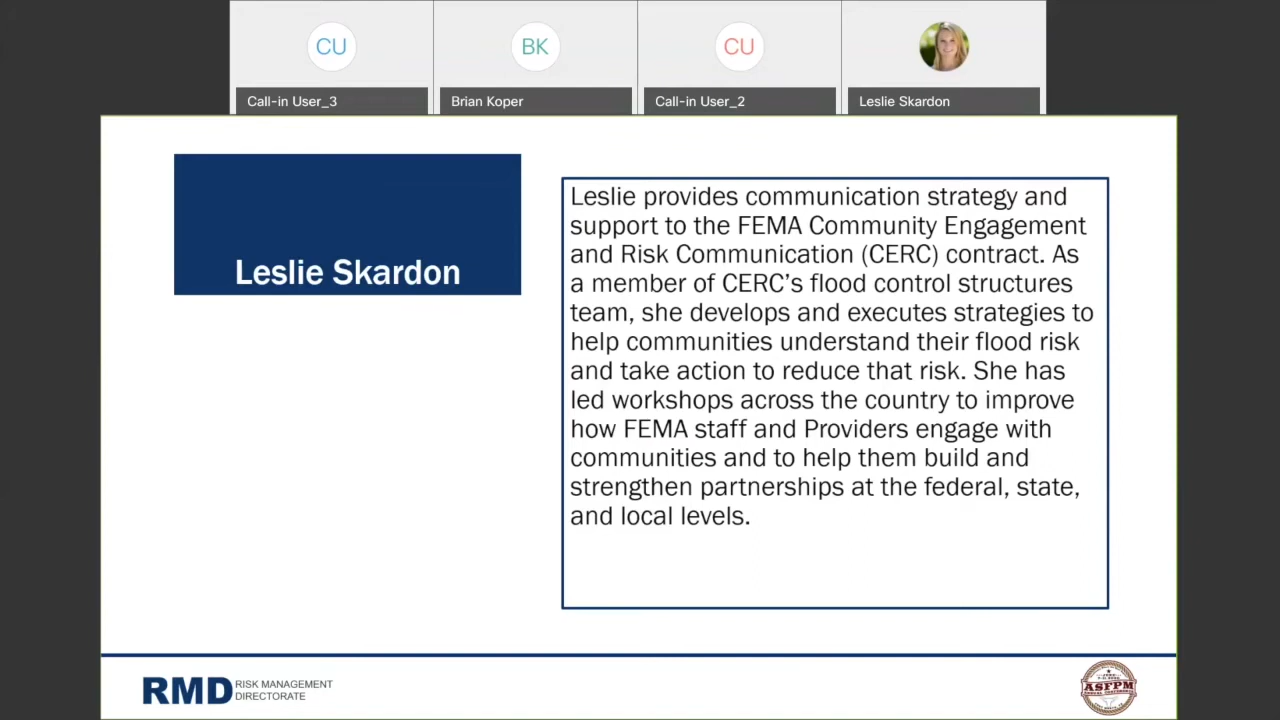 CU
BK
CU
Call-in User_3
Brian Koper
Call-in User_2
Leslie Skardon
Leslie Skardon
Leslie provides communication strategy and
support to the FEMA Community Engagement
and Risk Communication (CERC) contract. As
a member of CERC’s flood control structures
team, she develops and executes strategies to
help communities understand their flood risk
and take action to reduce that risk. She has
led workshops across the country to improve
how FEMA staff and Providers engage with
communities and to help them build and
strengthen partnerships at the federal, state,
and local levels.
RMD
RISK MANAGEMENT
DIRECTORATE
ASFPM